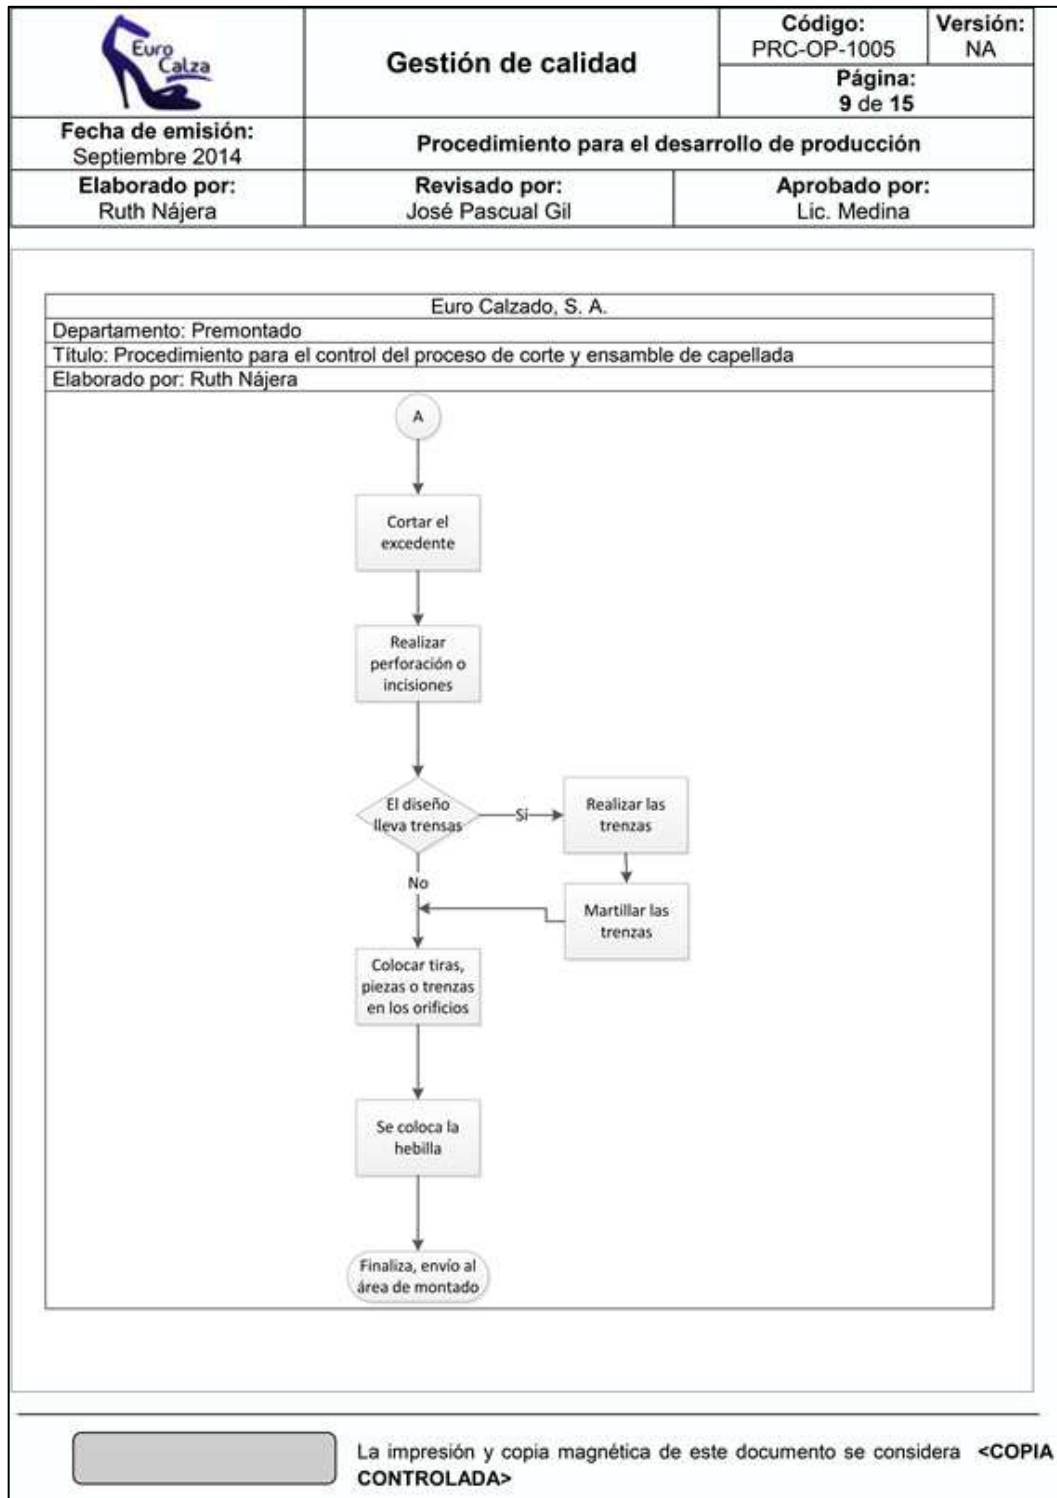 Euro
Calza
Gestión de calidad
Código:
PRC-OP-1005
Versión:
NA
Página:
9 de 15
Fecha de emisión:
Septiembre 2014
Procedimiento para el desarrollo de producción
Elaborado por:
Ruth Nájera
Revisado por:
José Pascual Gil
Aprobado por:
Lic. Medina
Euro Calzado, S. A.
Departamento: Premontado
Título: Procedimiento para el control del proceso de corte y ensamble de capellada
Elaborado por: Ruth Nájera
A
Cortar el
excedente
Realizar
perforación o
incisiones
El diseño
lleva trensas
Si
Realizar las
trenzas
No
Martillar las
trenzas
Colocar tiras,
piezas o trenzas
en los orificios
Se coloca la
hebilla
Finaliza, envío al
área de montado
La impresión y copia magnética de este documento se considera <COPIA
CONTROLADA>